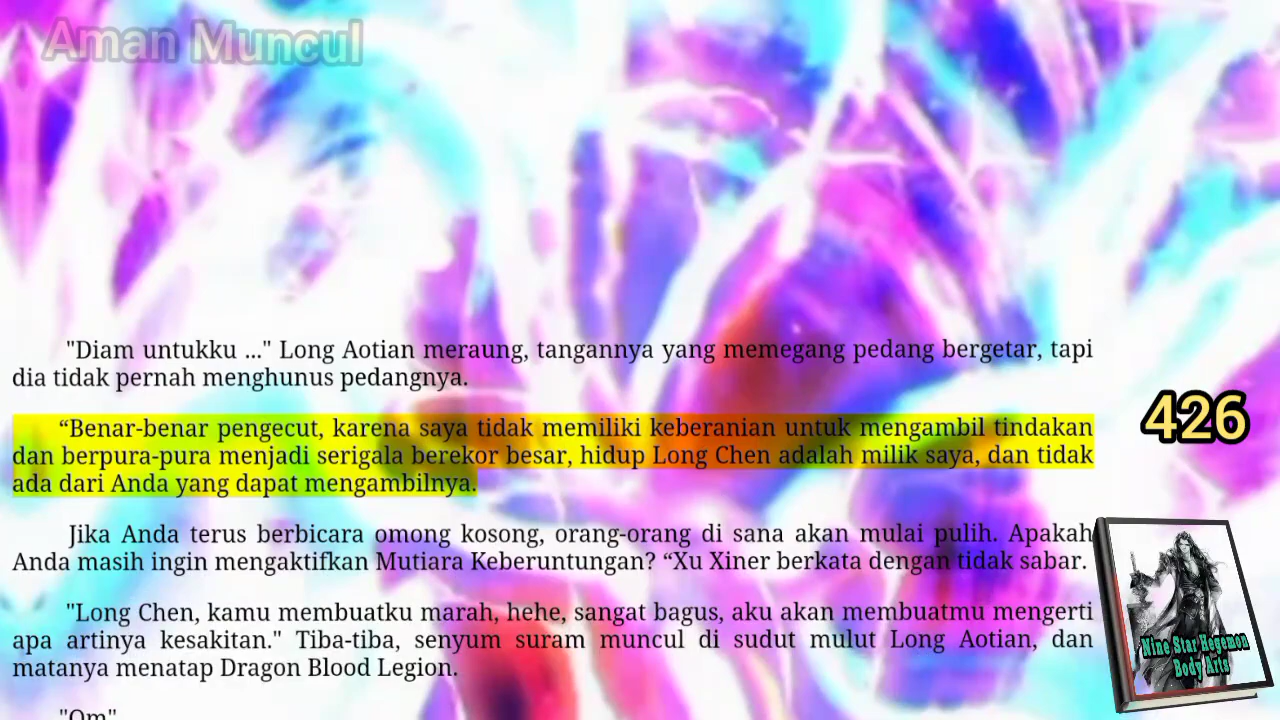 Aman Muncul
"Diam untukku ..." Long Aotian meraung, tangannya yang memegang pedang bergetar, tapi
dia tidak pernah menghunus pedangnya.
“Benar-benar pengecut, karena saya tidak memiliki keberanian untuk mengambil tindakan
dan berpura-pura menjadi serigala berekor besar, hidup Long Chen adalah milik saya, dan tidak
ada dari Anda yang dapat mengambilnya.
426
Jika Anda terus berbicara omong kosong, orang-orang di sana akan mulai pulih. Apakah
Anda masih ingin mengaktifkan Mutiara Keberuntungan? “Xu Xiner berkata dengan tidak sabar.
"Long Chen, kamu membuatku marah, hehe, sangat bagus, aku akan membuatmu mengerti
apa artinya kesakitan." Tiba-tiba, senyum suram muncul di sudut mulut Long Aotian, dan
matanya menatap Dragon Blood Legion.
Nine Star Hegemon
Body Arts
"Om"